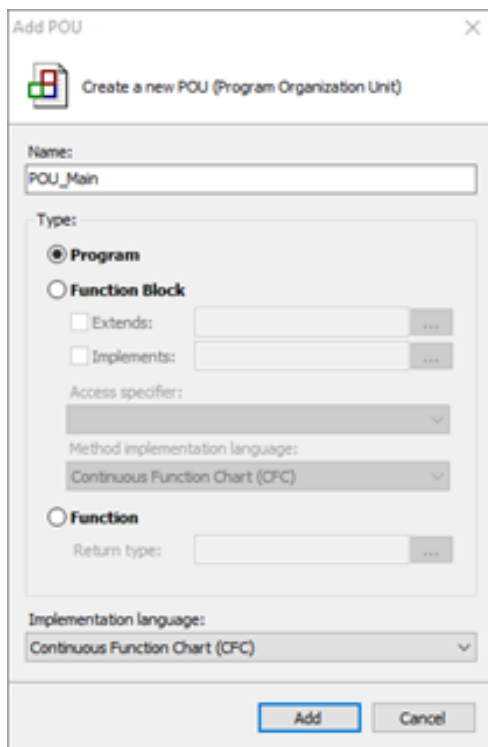 Add POU
Create a new POU (Program Organization Unit)
Name:
POU_Main
Type:
Program
Function Block
Extends:
...
Implements:
...
Access specifier:
Method implementation language:
Continuous Function Chart (CFC)
Function
Return type:
...
Implementation language:
Continuous Function Chart (CFC)
Add Cancel